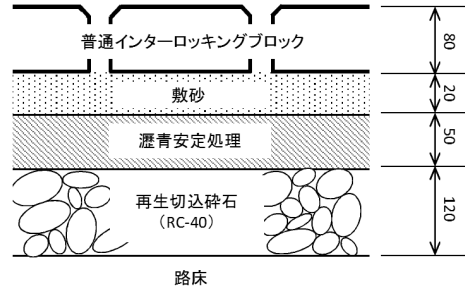 普通インターロッキングブロック
80
敷砂
20
瀝青安定処理
50
再生切込砕石
（RC-40）
120
路床